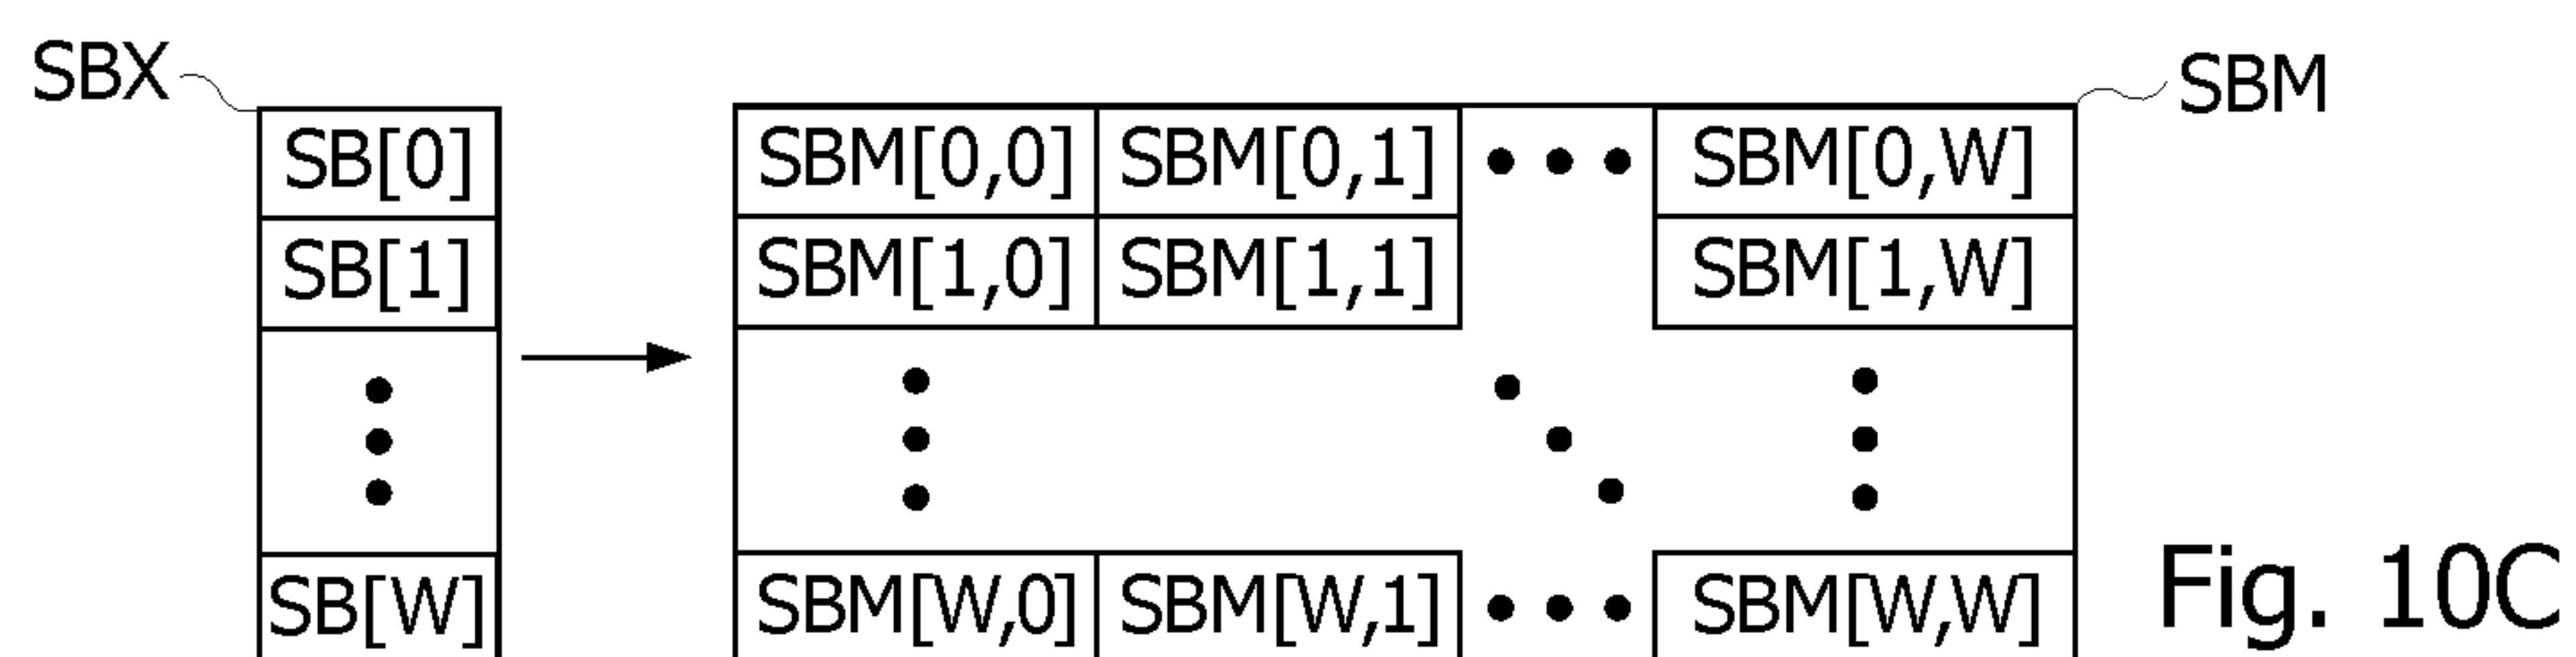 SBX SBM
SB[0] SBM[0,0] SBM[0,1] ••• SBM[0,W]
SB[1] SBM[1,0] SBM[1,1] SBM[1,W]
SB[W] SBM[W,0] SBM[W,1] ••• SBM[W,W]
Fig. 10C